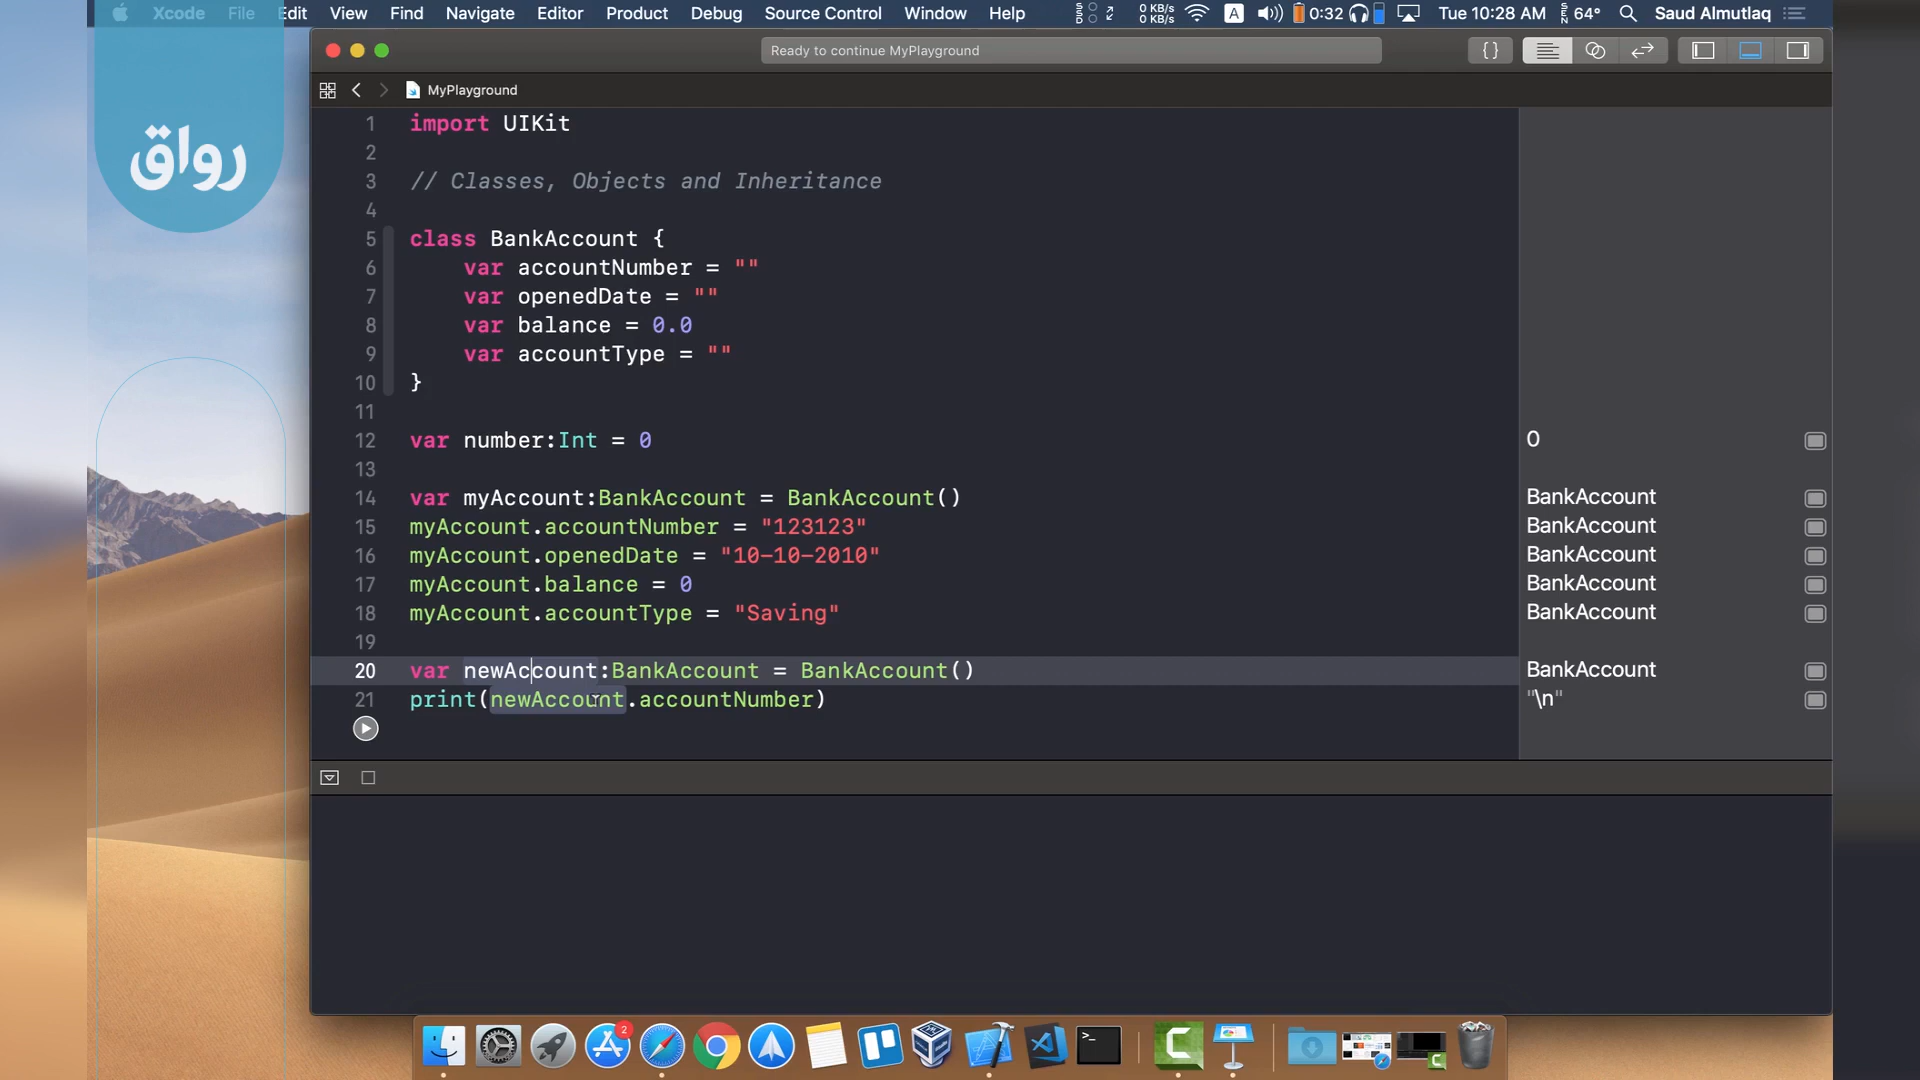 Xcode File Edit View Find Navigate Editor Product Debug Source Control Window Help 0 KB/s 0 KB/s A 0:32 Tue 10:28 AM 64° Saud Almutlaq
رواق
Ready to continue MyPlayground
{ }
MyPlayground
1 import UIKit
2
3 // Classes, Objects and Inheritance
4
5 class BankAccount {
6 var accountNumber = ""
7 var openedDate = ""
8 var balance = 0.0
9 var accountType = ""
10 }
11
12 var number:Int = 0 0
13
14 var myAccount:BankAccount = BankAccount() BankAccount
15 myAccount.accountNumber = "123123" BankAccount
16 myAccount.openedDate = "10-10-2010" BankAccount
17 myAccount.balance = 0 BankAccount
18 myAccount.accountType = "Saving" BankAccount
19
20 var newAccount:BankAccount = BankAccount() BankAccount
21 print(newAccount.accountNumber) "\n"
2